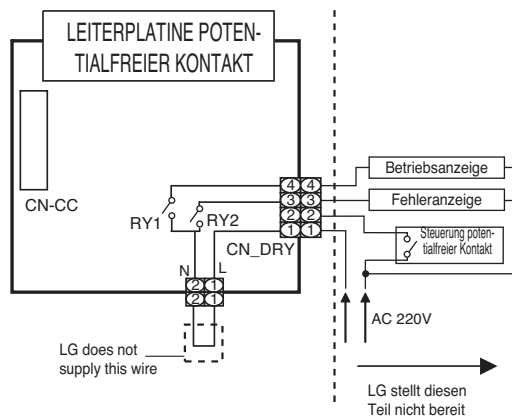 LEITERPLATINE POTEN-
TIALFREIER KONTAKT
CN-CC
RY1
RY2
4 4
3 3
2 2
1 1
CN_DRY
N
L
2 1
2 1
LG does not
supply this wire
Betriebsanzeige
Fehleranzeige
Steuerung poten-
tialfreier Kontakt
AC 220V
LG stellt diesen
Teil nicht bereit